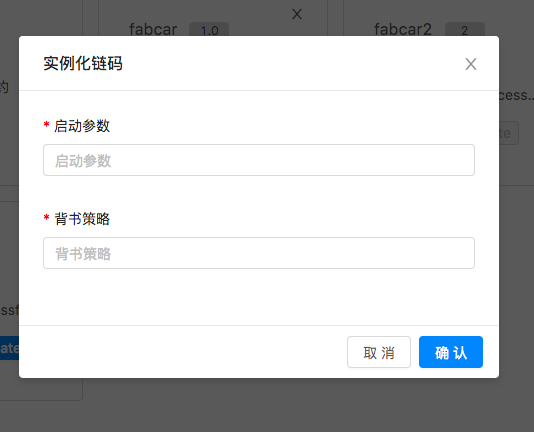 fabcar 1.0
fabcar2 2
实例化链码
约
cess...
te
* 启动参数
启动参数
* 背书策略
背书策略
ssf
ate
取 消
确 认